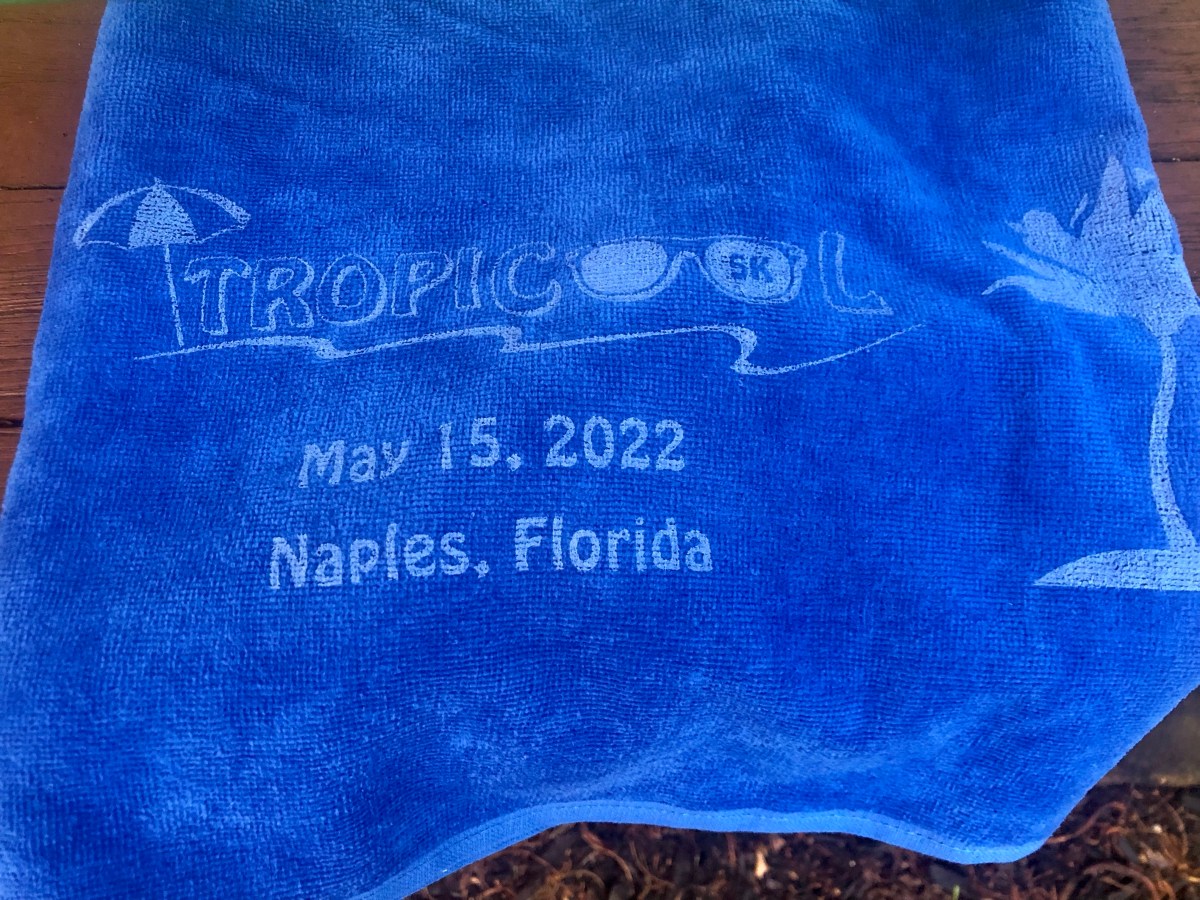 TROPICOOL
5K
May 15, 2022
Naples, Florida